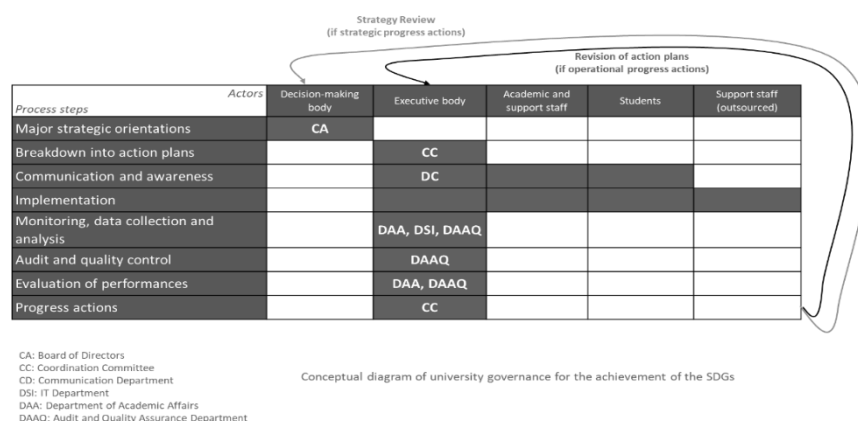 Strategy Review
(if strategic progress actions)
Revision of action plans
(if operational progress actions)
Actors
Process steps
Decision-making
body
Executive body
Academic and
support staff
Students
Support staff
(outsourced)
Major strategic orientations
CA
Breakdown into action plans
CC
Communication and awareness
DC
Implementation
Monitoring, data collection and
analysis
DAA, DSI, DAAQ
Audit and quality control
DAAQ
Evaluation of performances
DAA, DAAQ
Progress actions
CC
CA: Board of Directors
CC: Coordination Committee
CD: Communication Department
DSI: IT Department
DAA: Department of Academic Affairs
DAAQ: Audit and Quality Assurance Department
Conceptual diagram of university governance for the achievement of the SDGs